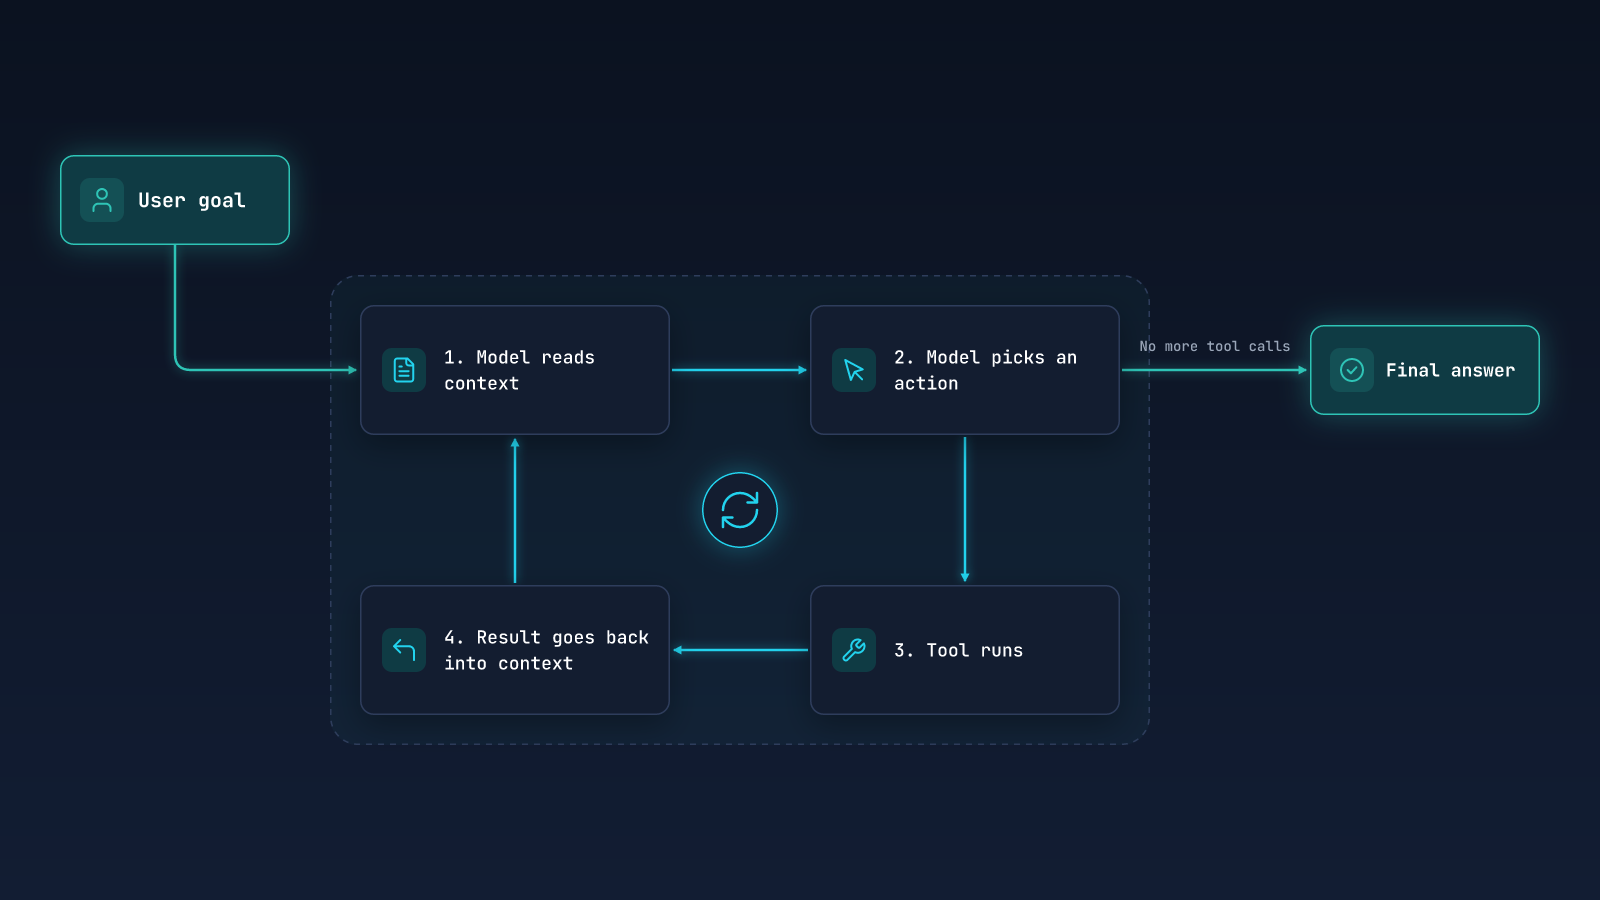 User goal
1. Model reads
context
2. Model picks an
action
No more tool calls
Final answer
3. Tool runs
4. Result goes back
into context